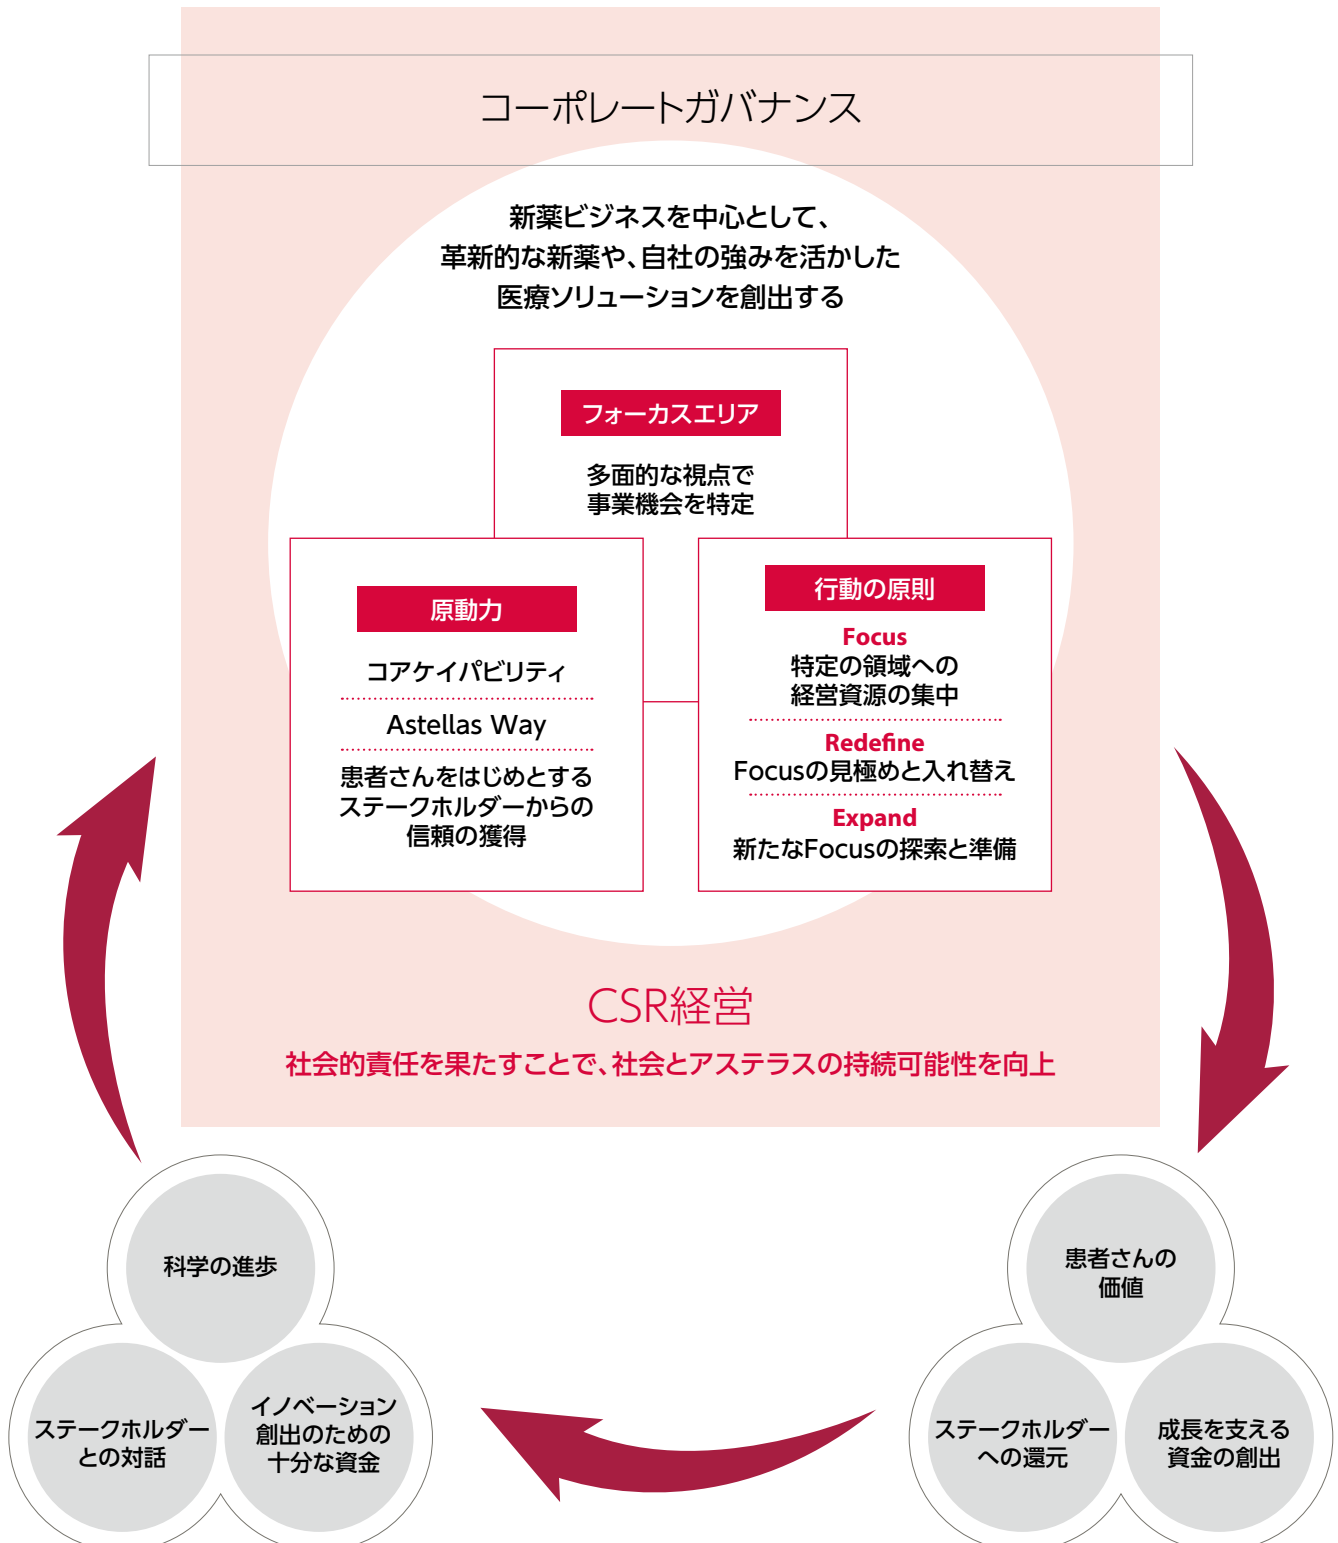 コーポレートガバナンス
新薬ビジネスを中心として、
革新的な新薬や、自社の強みを活かした
医療ソリューションを創出する
フォーカスエリア
多面的な視点で
事業機会を特定
原動力
コアケイパビリティ
Astellas Way
患者さんをはじめとする
ステークホルダーからの
信頼の獲得
行動の原則
Focus
特定の領域への
経営資源の集中
Redefine
Focusの見極めと入れ替え
Expand
新たなFocusの探索と準備
CSR経営
社会的責任を果たすことで、社会とアステラスの持続可能性を向上
科学の進歩
ステークホルダー
との対話
イノベーション
創出のための
十分な資金
患者さんの
価値
ステークホルダー
への還元
成長を支える
資金の創出